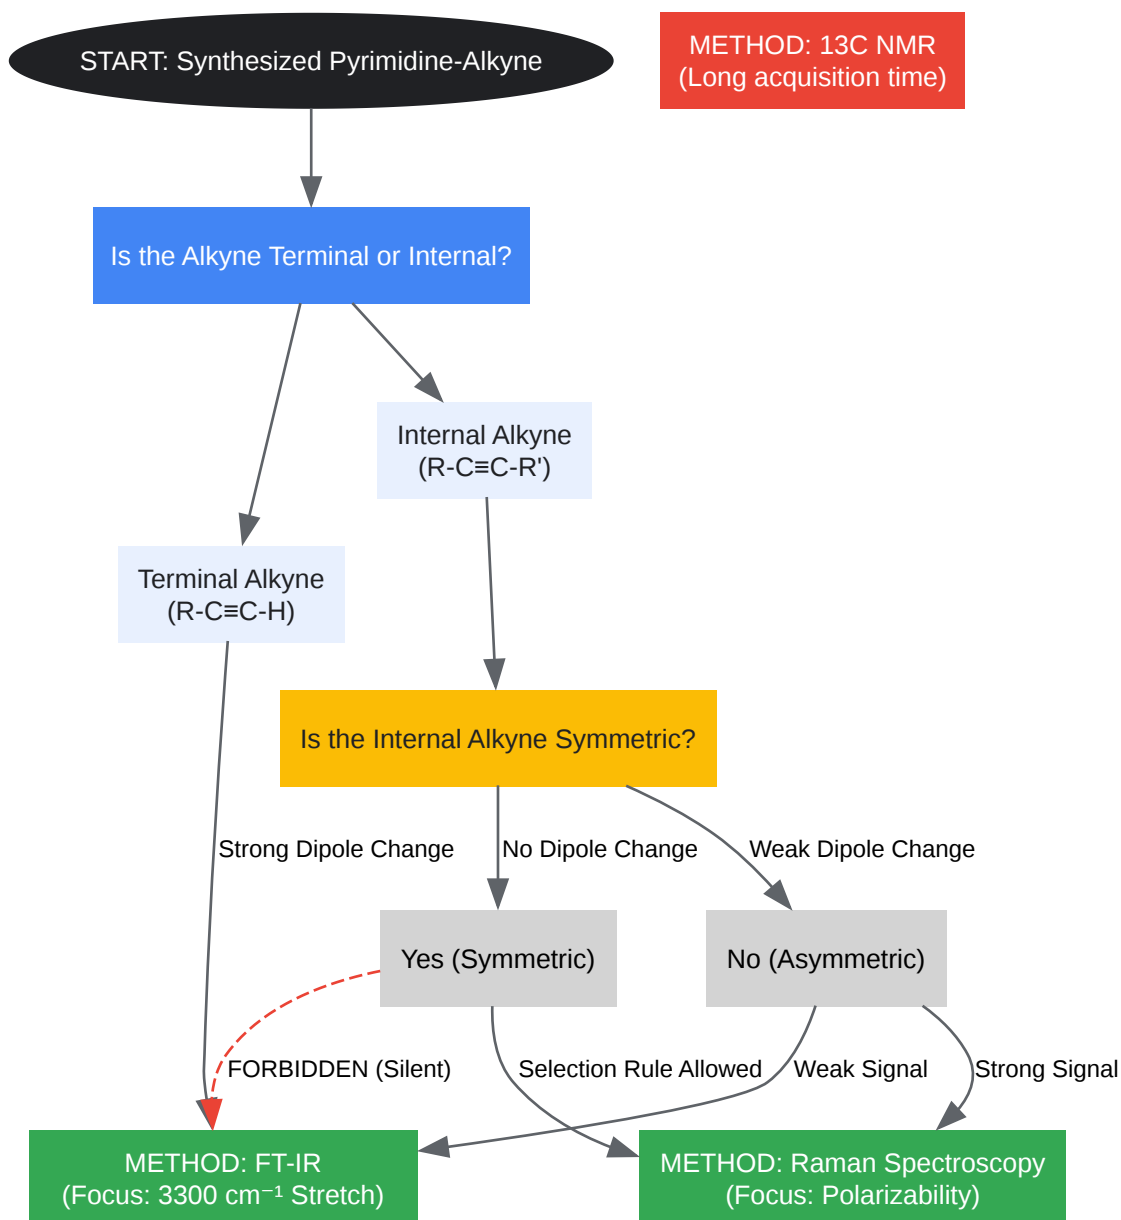 START: Synthesized Pyrimidine-Alkyne
METHOD: 13C NMR
(Long acquisition time)
Is the Alkyne Terminal or Internal?
Internal Alkyne
(R-C≡C-R')
Terminal Alkyne
(R-C≡C-H)
Is the Internal Alkyne Symmetric?
Strong Dipole Change
No Dipole Change
Weak Dipole Change
Yes (Symmetric)
No (Asymmetric)
FORBIDDEN (Silent)
Selection Rule Allowed
Weak Signal
Strong Signal
METHOD: FT-IR
(Focus: 3300 cm⁻¹ Stretch)
METHOD: Raman Spectroscopy
(Focus: Polarizability)